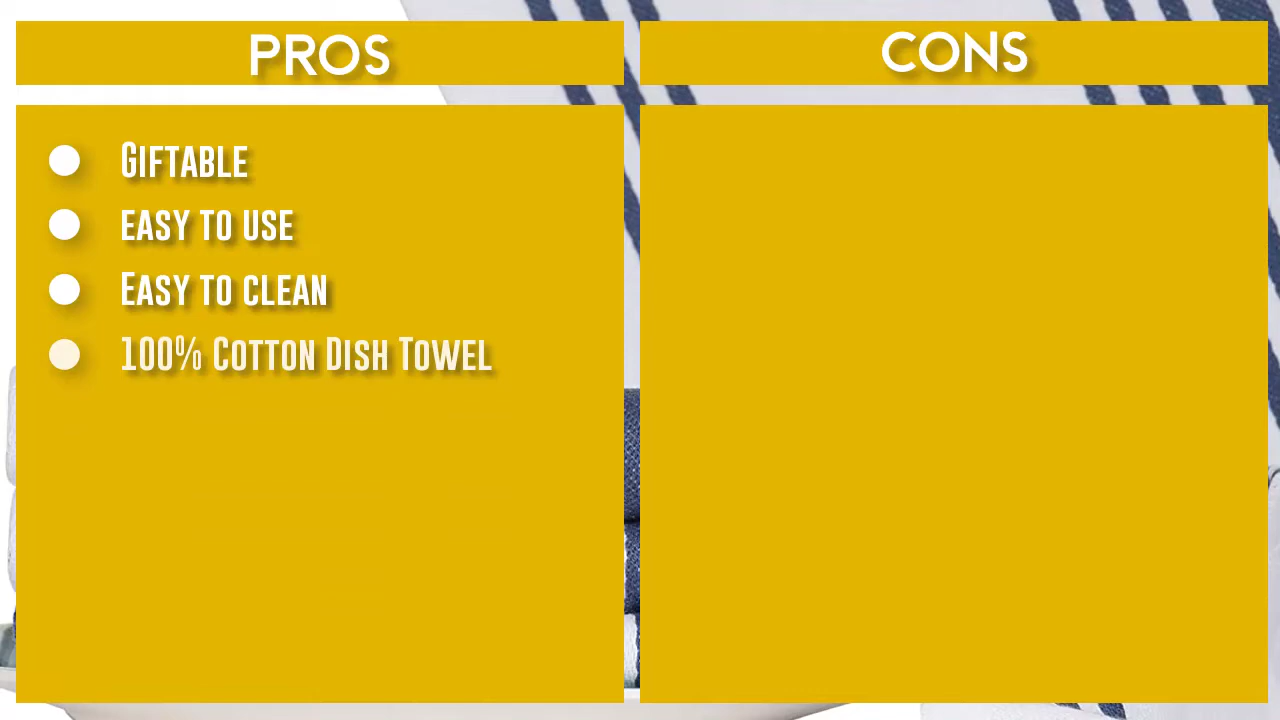 PROS
CONS
Giftable
easy to use
Easy to clean
100% Cotton Dish Towel